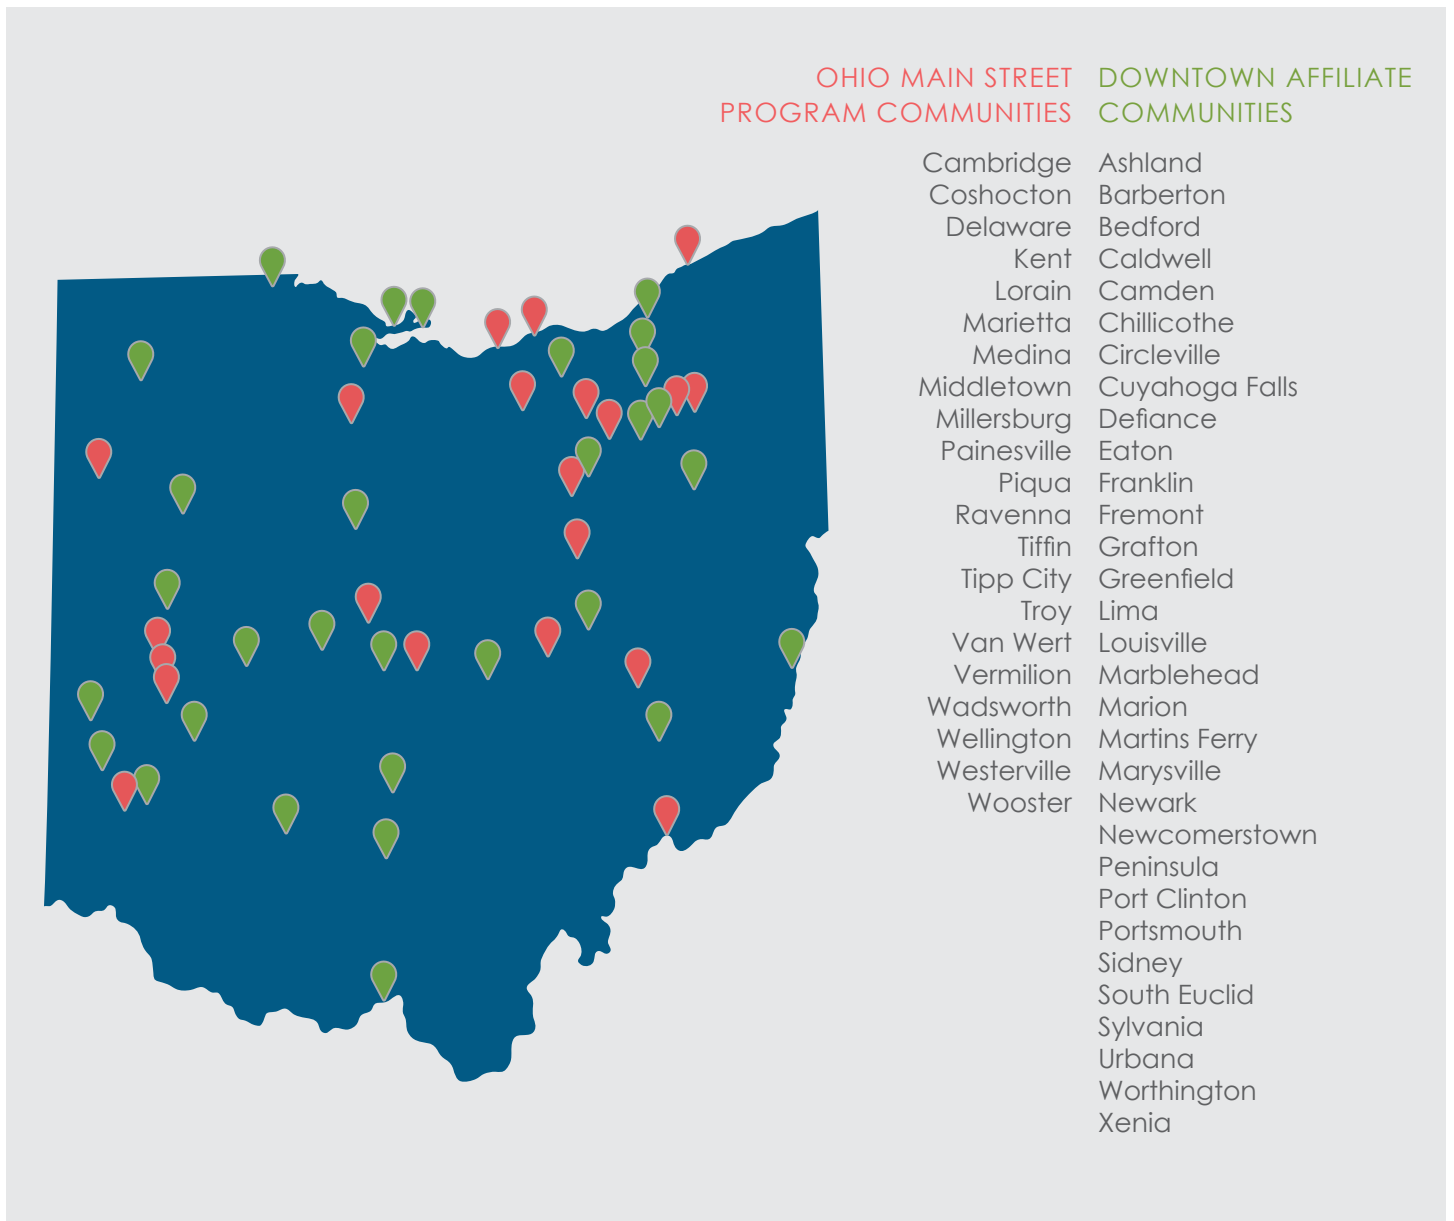 OHIO MAIN STREET
PROGRAM COMMUNITIES
Cambridge
Coshocton
Delaware
Kent
Lorain
Marietta
Medina
Middletown
Millersburg
Painesville
Piqua
Ravenna
Tiffin
Tipp City
Troy
Van Wert
Vermilion
Wadsworth
Wellington
Westerville
Wooster
DOWNTOWN AFFILIATE
COMMUNITIES
Ashland
Barberton
Bedford
Caldwell
Camden
Chillicothe
Circleville
Cuyahoga Falls
Defiance
Eaton
Franklin
Fremont
Grafton
Greenfield
Lima
Louisville
Marblehead
Marion
Martins Ferry
Marysville
Newark
Newcomerstown
Peninsula
Port Clinton
Portsmouth
Sidney
South Euclid
Sylvania
Urbana
Worthington
Xenia